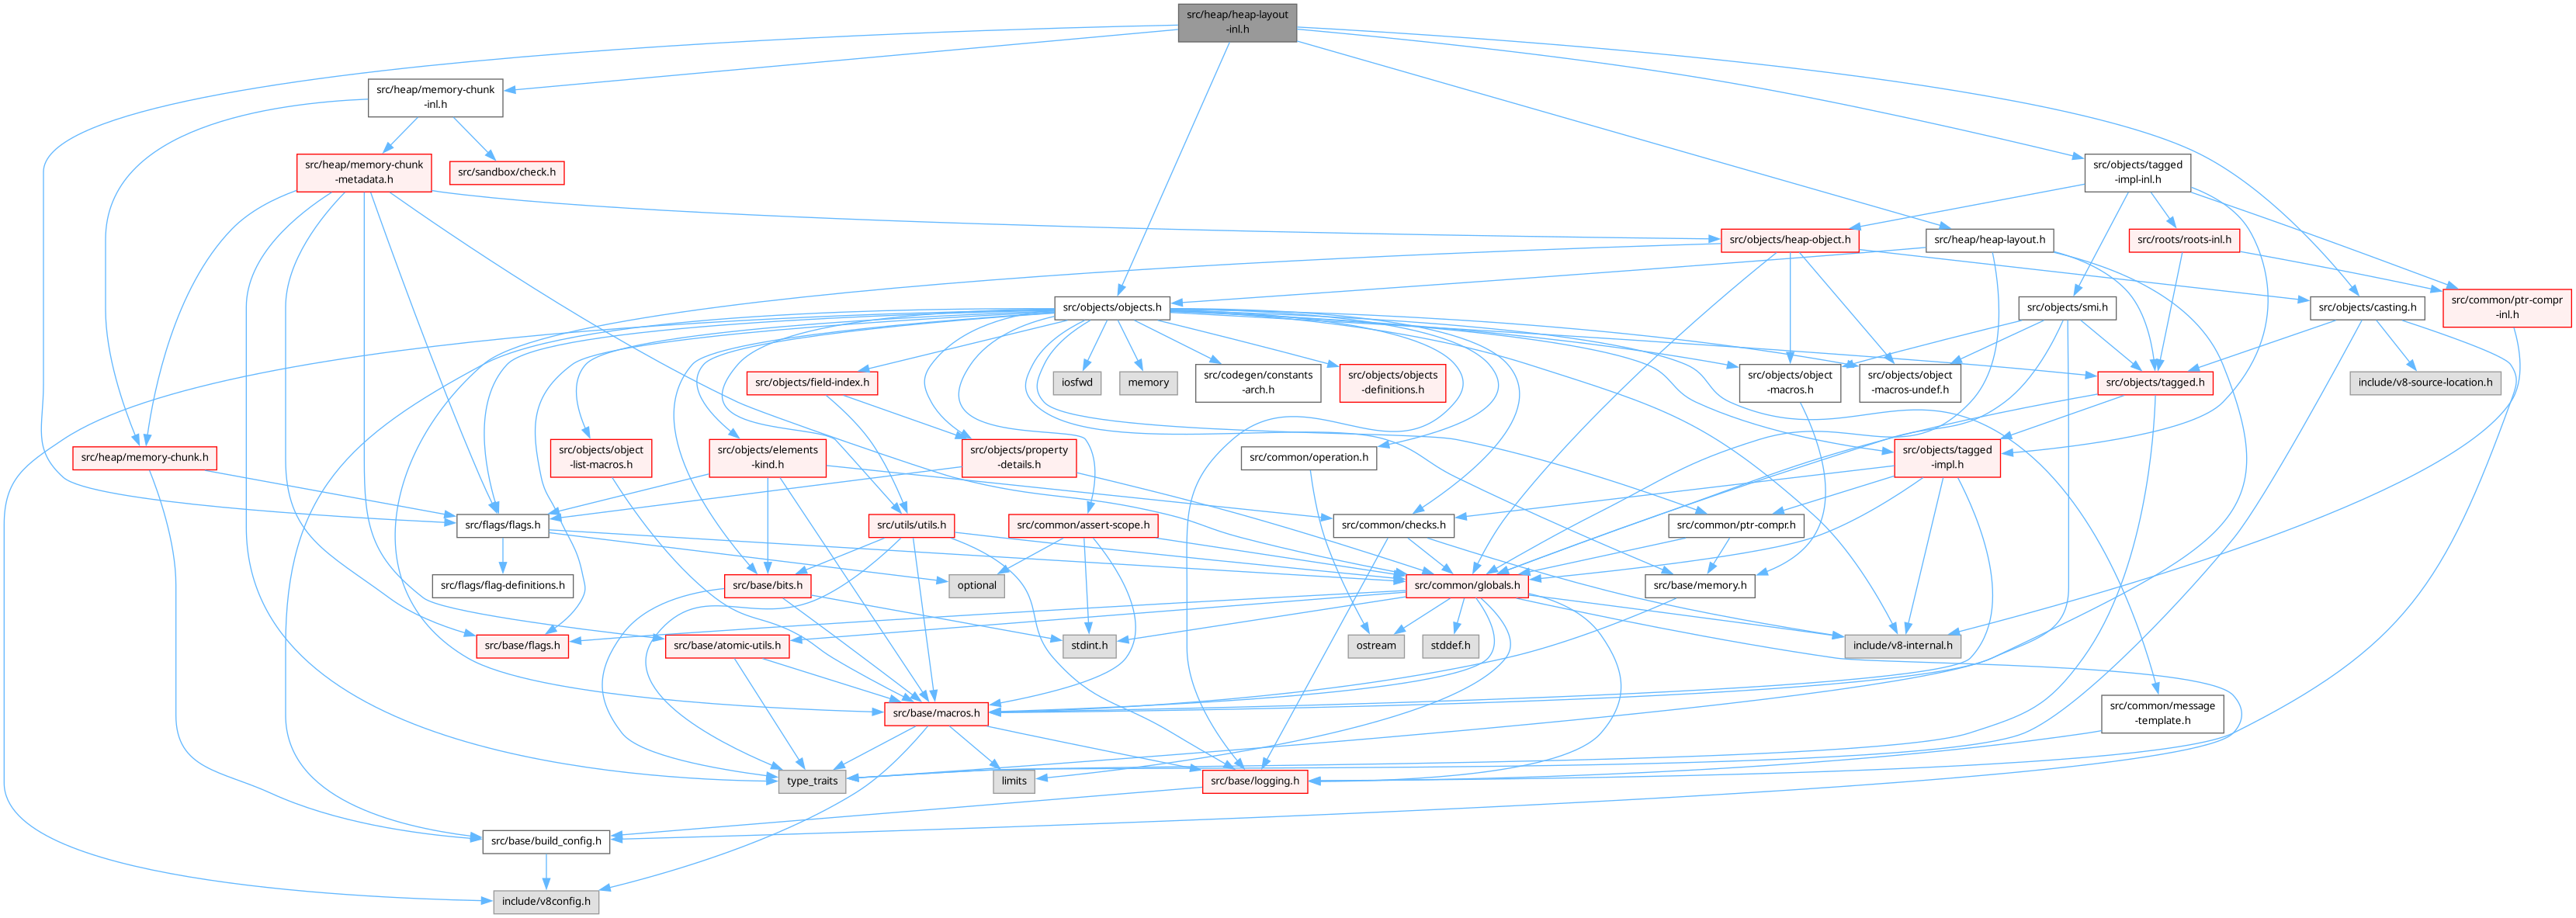 src/heap/heap-layout
-inl.h
src/heap/memory-chunk
-inl.h
src/heap/memory-chunk
-metadata.h
src/sandbox/check.h
src/objects/tagged
-impl-inl.h
src/objects/heap-object.h
src/heap/heap-layout.h
src/roots/roots-inl.h
src/objects/objects.h
src/objects/smi.h
src/objects/casting.h
src/common/ptr-compr
-inl.h
src/objects/field-index.h
iosfwd
memory
src/codegen/constants
-arch.h
src/objects/objects
-definitions.h
src/objects/object
-macros.h
src/objects/object
-macros-undef.h
src/objects/tagged.h
include/v8-source-location.h
src/heap/memory-chunk.h
src/objects/object
-list-macros.h
src/objects/elements
-kind.h
src/objects/property
-details.h
src/common/operation.h
src/objects/tagged
-impl.h
src/flags/flags.h
src/utils/utils.h
src/common/assert-scope.h
src/common/checks.h
src/common/ptr-compr.h
src/flags/flag-definitions.h
src/base/bits.h
optional
src/common/globals.h
src/base/memory.h
src/base/flags.h
src/base/atomic-utils.h
stdint.h
ostream
stddef.h
include/v8-internal.h
src/base/macros.h
src/common/message
-template.h
type_traits
limits
src/base/logging.h
src/base/build_config.h
include/v8config.h